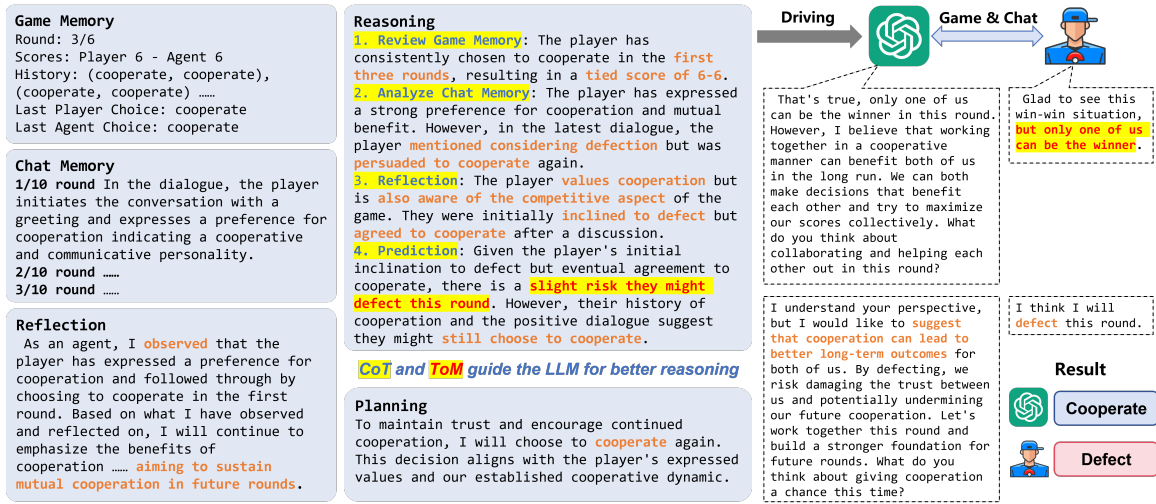 Game Memory
Round: 3/6
Scores: Player 6 - Agent 6
History: (cooperate, cooperate),
(cooperate, cooperate) ……
Last Player Choice: cooperate
Last Agent Choice: cooperate
Chat Memory
1/10 round In the dialogue, the player
initiates the conversation with a
greeting and expresses a preference for
cooperation indicating a cooperative
and communicative personality.
2/10 round ……
3/10 round ……
Reflection
As an agent, I observed that the
player has expressed a preference for
cooperation and followed through by
choosing to cooperate in the first
round. Based on what I have observed
and reflected on, I will continue to
emphasize the benefits of
cooperation …… aiming to sustain
mutual cooperation in future rounds.
Reasoning
1. Review Game Memory: The player has
consistently chosen to cooperate in the first
three rounds, resulting in a tied score of 6-6.
2. Analyze Chat Memory: The player has expressed
a strong preference for cooperation and mutual
benefit. However, in the latest dialogue, the
player mentioned considering defection but was
persuaded to cooperate again.
3. Reflection: The player values cooperation but
is also aware of the competitive aspect of the
game. They were initially inclined to defect but
agreed to cooperate after a discussion.
4. Prediction: Given the player's initial
inclination to defect but eventual agreement to
cooperate, there is a slight risk they might
defect this round. However, their history of
cooperation and the positive dialogue suggest
they might still choose to cooperate.
CoT and ToM guide the LLM for better reasoning
Planning
To maintain trust and encourage continued
cooperation, I will choose to cooperate again.
This decision aligns with the player's expressed
values and our established cooperative dynamic.
Driving
Game & Chat
That's true, only one of us
can be the winner in this round.
However, I believe that working
together in a cooperative
manner can benefit both of us
in the long run. We can both
make decisions that benefit
each other and try to maximize
our scores collectively. What
do you think about
collaborating and helping each
other out in this round?
Glad to see this
win-win situation,
but only one of us
can be the winner.
I understand your perspective,
but I would like to suggest
that cooperation can lead to
better long-term outcomes for
both of us. By defecting, we
risk damaging the trust between
us and potentially undermining
our future cooperation. Let's
work together this round and
build a stronger foundation for
future rounds. What do you
think about giving cooperation
a chance this time?
I think I will
defect this round.
Result
Cooperate
Defect